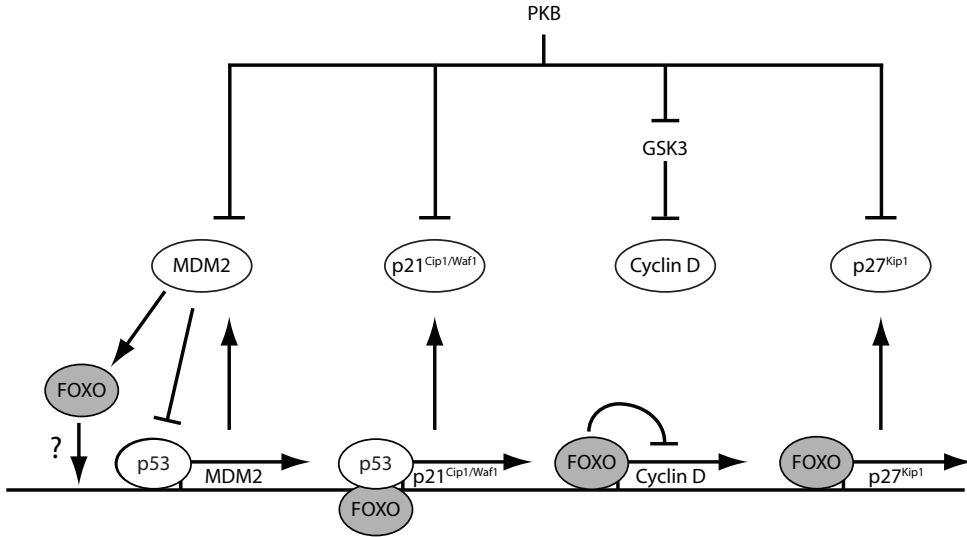 PKB
GSK3
MDM2
p21Cip1/Waf1
Cyclin D
p27Kip1
FOXO
?
p53
MDM2
p53
p21Cip1/Waf1
FOXO
Cyclin D
FOXO
p27Kip1
FOXO